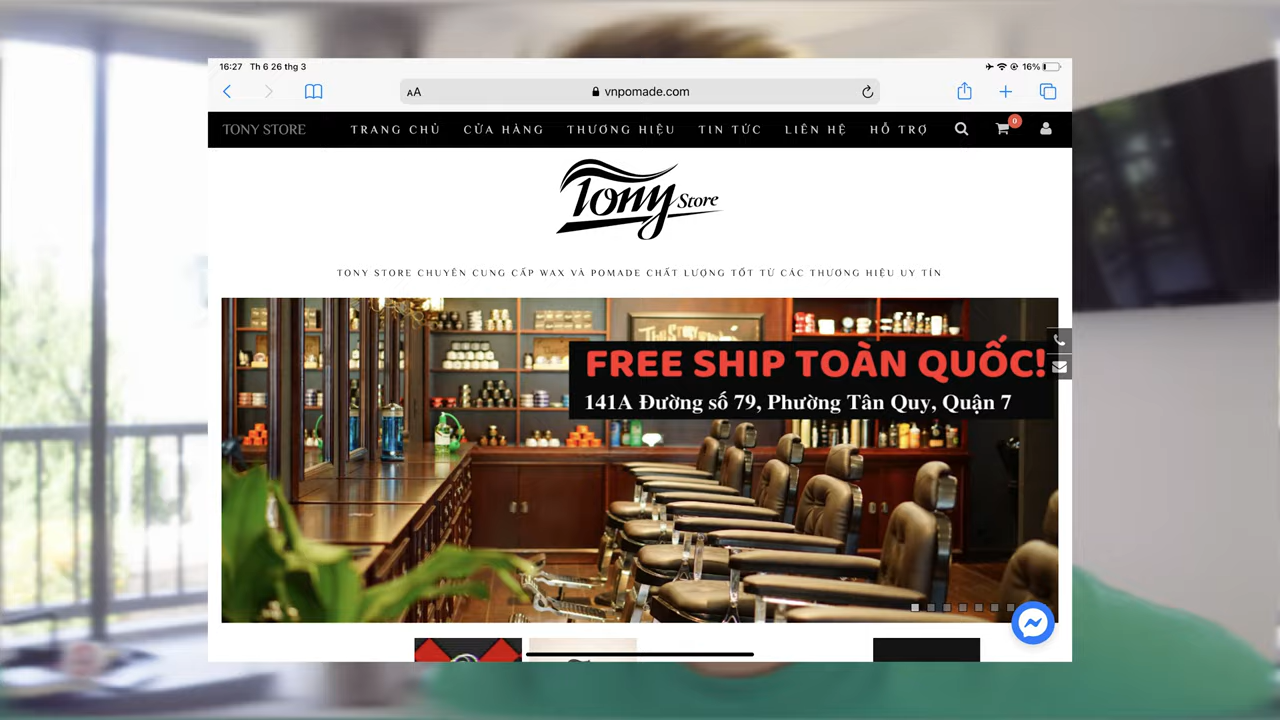 16:27 Th 6 26 thg 3
16%
AA
vnpomade.com
TONY STORE
TRANG CHỦ
CỬA HÀNG
THƯƠNG HIỆU
TIN TỨC
LIÊN HỆ
HỖ TRỢ
0
Tony Store
TONY STORE CHUYÊN CUNG CẤP WAX VÀ POMADE CHẤT LƯỢNG TỐT TỪ CÁC THƯƠNG HIỆU UY TÍN
FREE SHIP TOÀN QUỐC!
141A Đường số 79, Phường Tân Quy, Quận 7